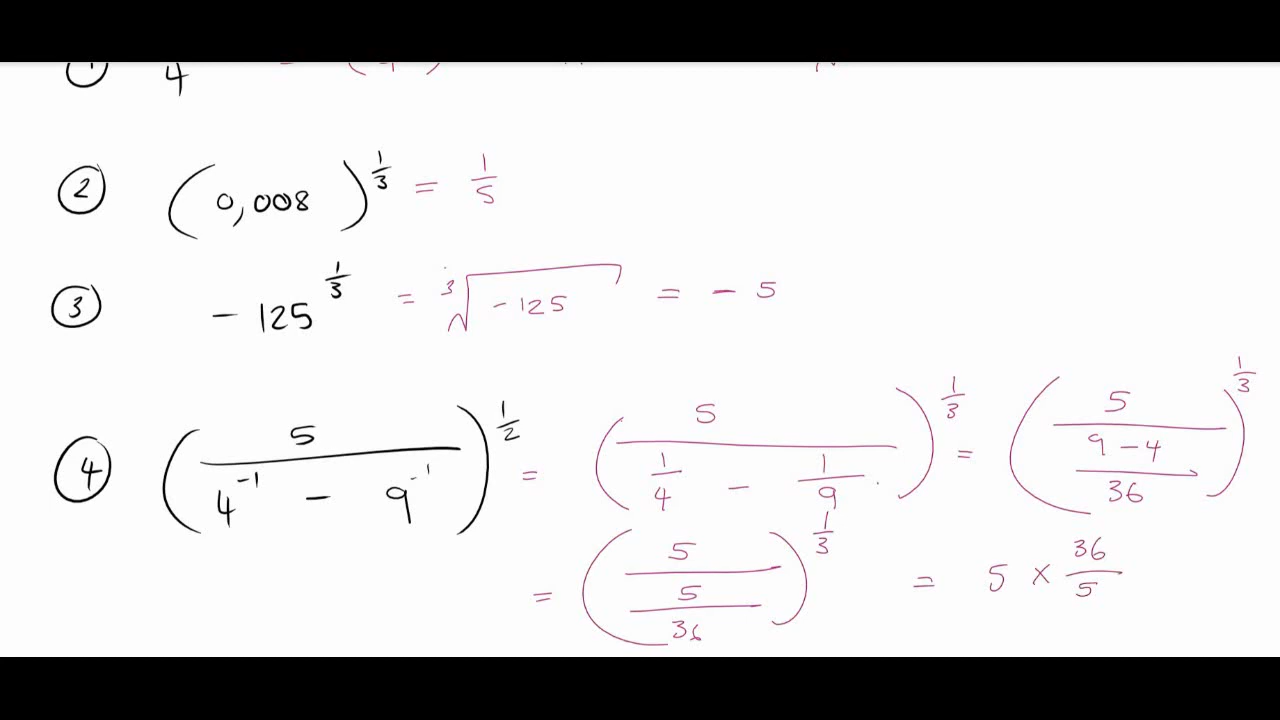 ① 4 = ( )
② (0,008)^{1/3} = 1/5
③ -125^{1/3} = ∛(-125) = -5
④ (5/(4^{-1} - 9^{-1}))^{1/2} = (5/(1/4 - 1/9))^{1/3} = (5/((9-4)/36))^{1/3}
= (5/(5/36))^{1/3} = 5 × 36/5